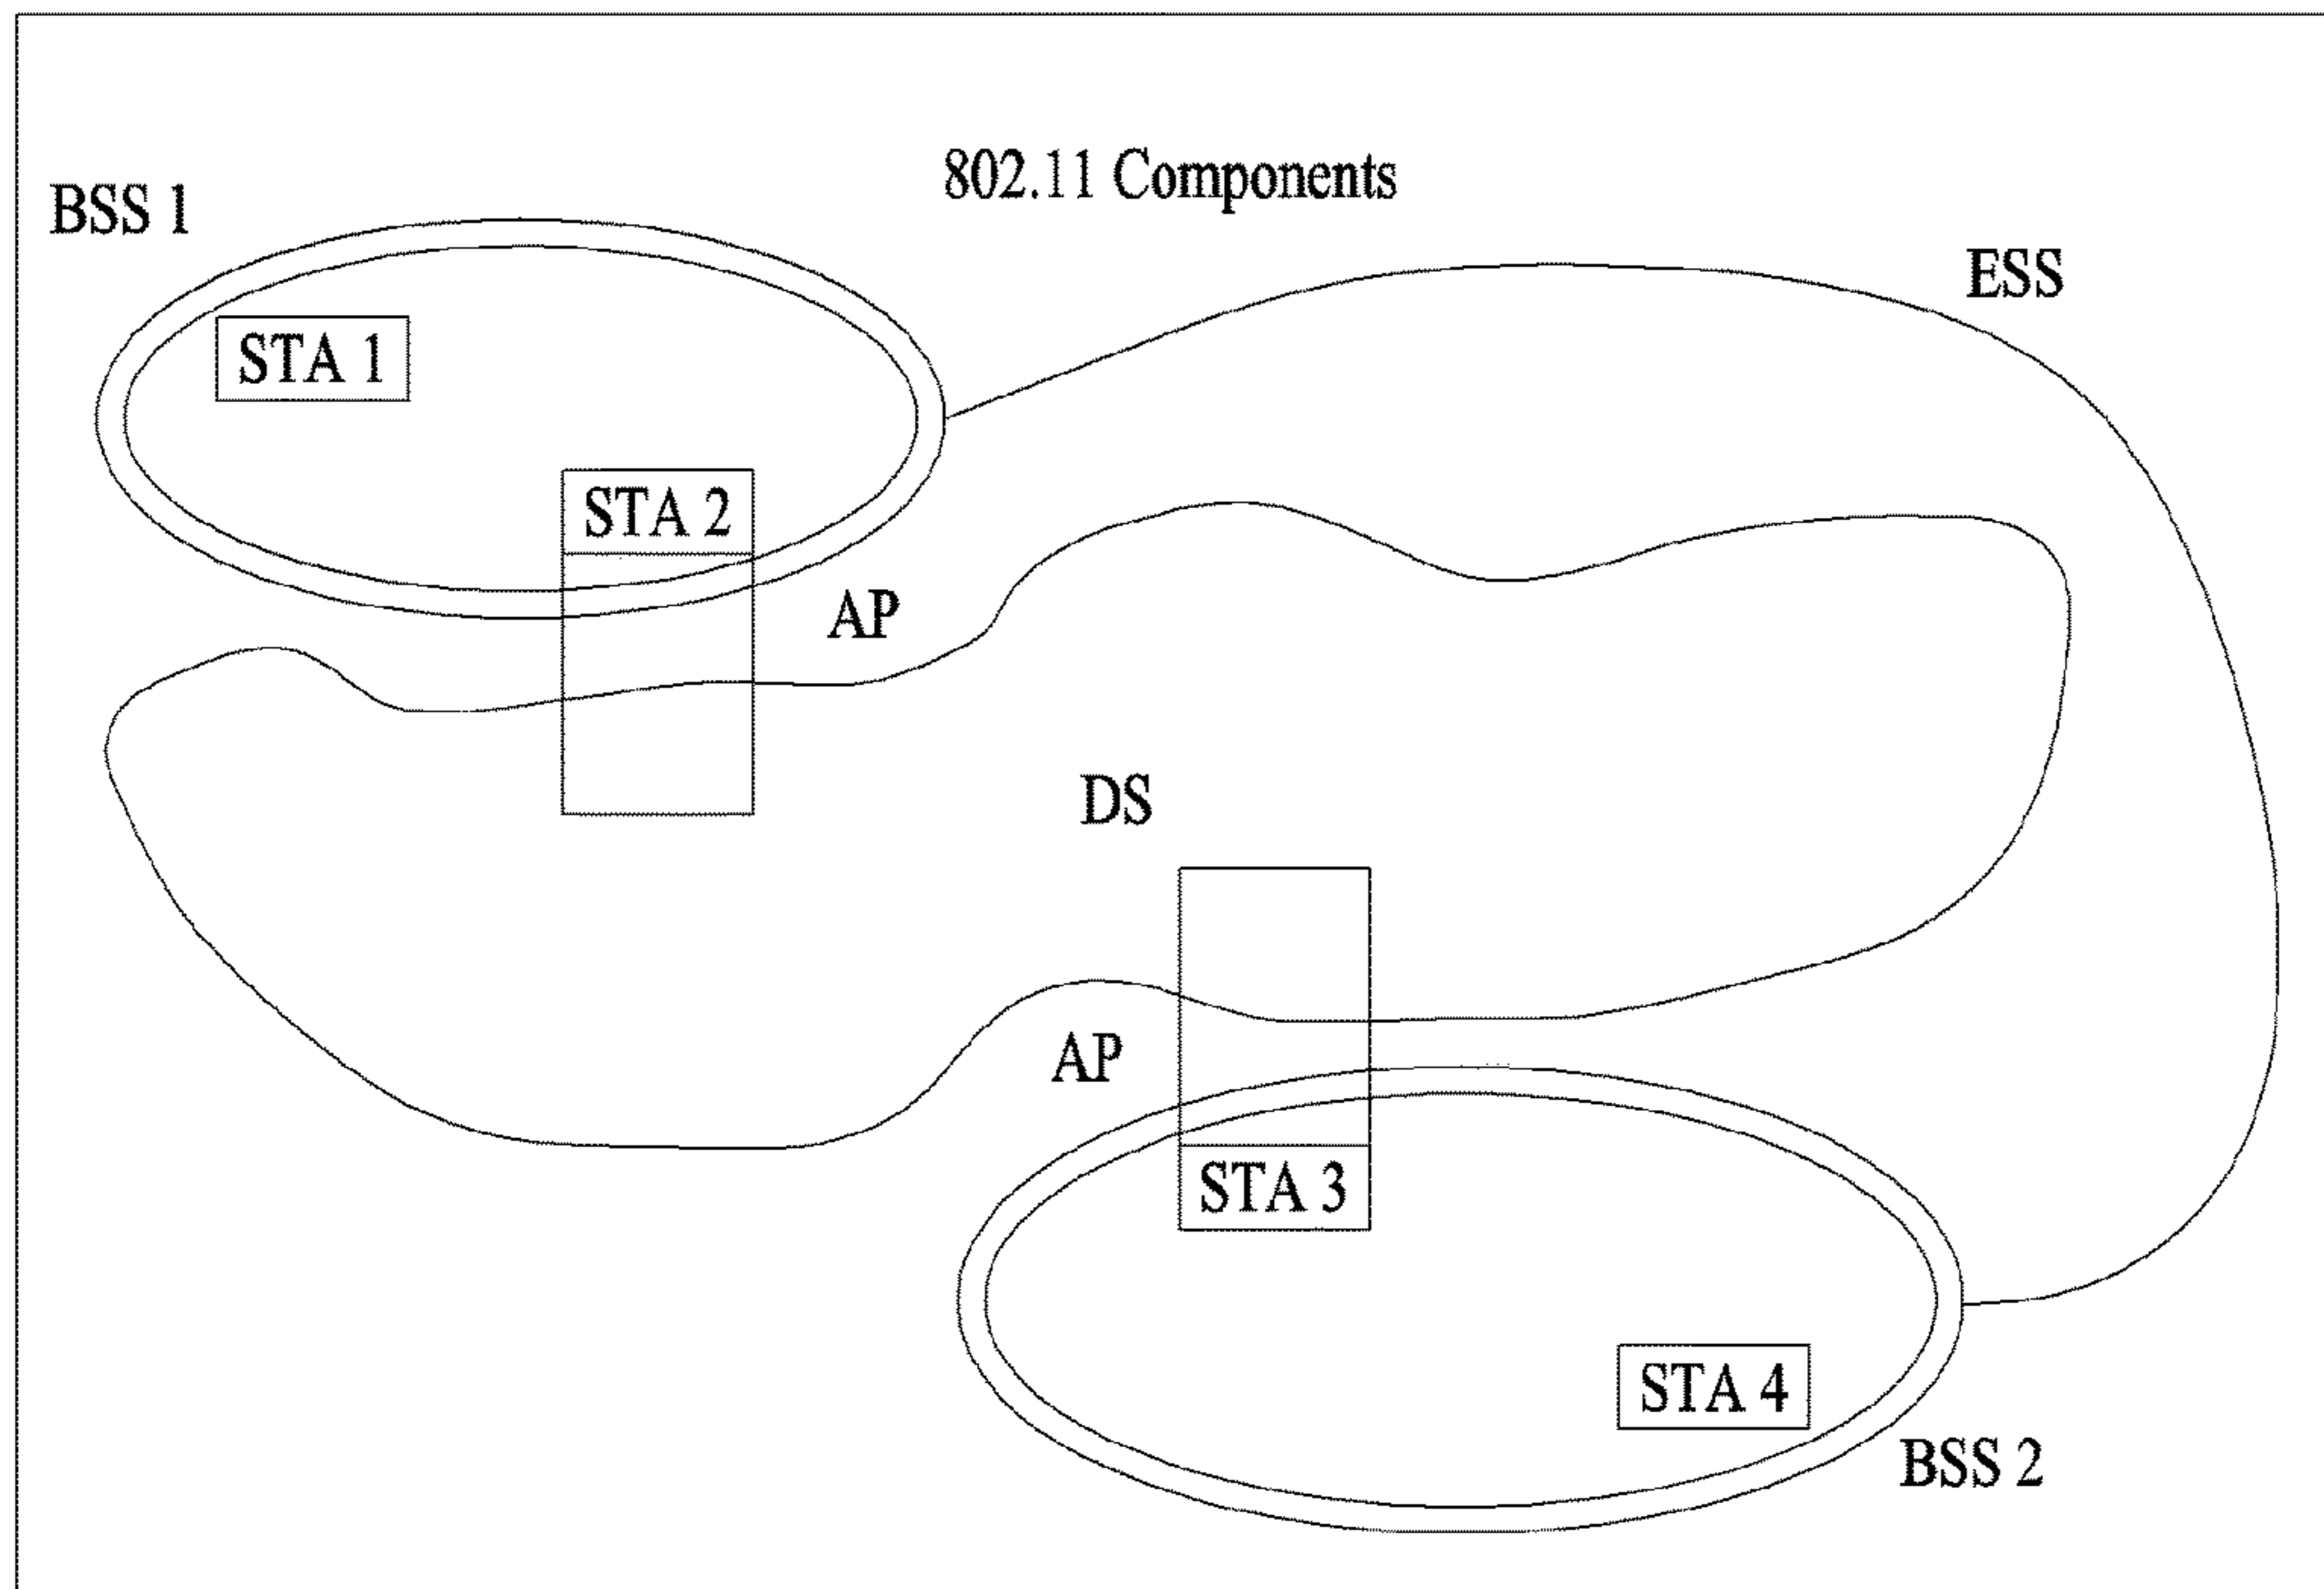 802.11 Components
BSS 1
ESS
STA 1
STA 2
AP
DS
AP
STA 3
STA 4
BSS 2